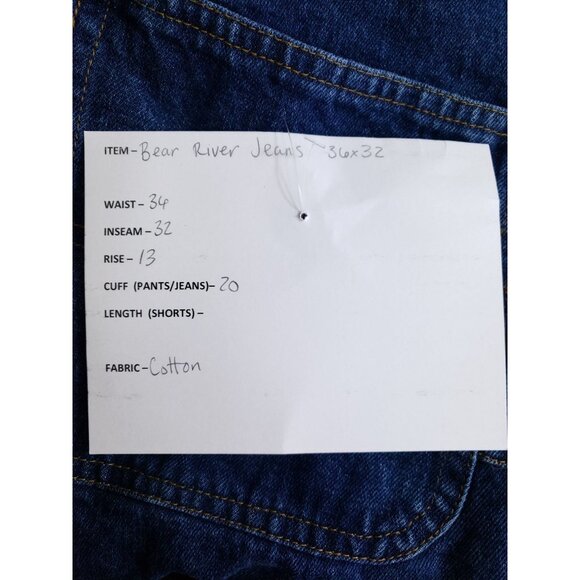 ITEM – Bear River Jeans 36x32
WAIST – 34
INSEAM – 32
RISE – 13
CUFF (PANTS/JEANS)– 20
LENGTH (SHORTS) –
FABRIC – Cotton